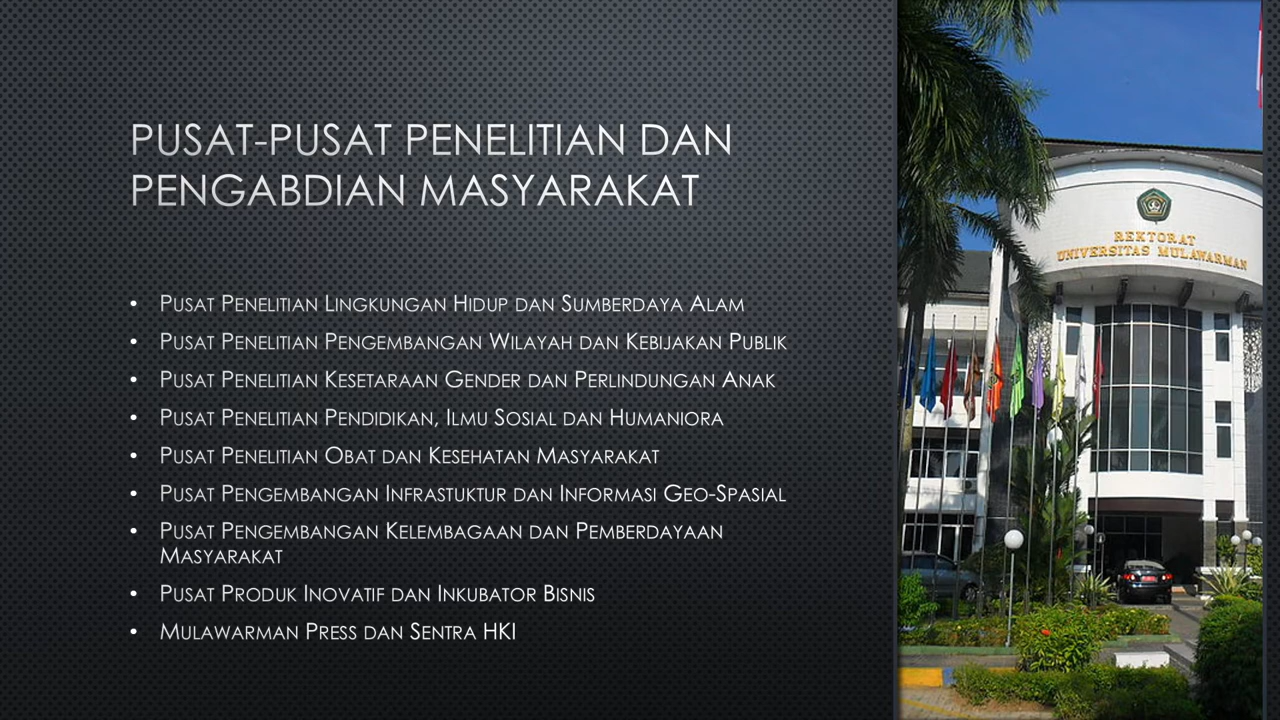 PUSAT-PUSAT PENELITIAN DAN
PENGABDIAN MASYARAKAT
• PUSAT PENELITIAN LINGKUNGAN HIDUP DAN SUMBERDAYA ALAM
• PUSAT PENELITIAN PENGEMBANGAN WILAYAH DAN KEBIJAKAN PUBLIK
• PUSAT PENELITIAN KESETARAAN GENDER DAN PERLINDUNGAN ANAK
• PUSAT PENELITIAN PENDIDIKAN, ILMU SOSIAL DAN HUMANIORA
• PUSAT PENELITIAN OBAT DAN KESEHATAN MASYARAKAT
• PUSAT PENGEMBANGAN INFRASTUKTUR DAN INFORMASI GEO-SPASIAL
• PUSAT PENGEMBANGAN KELEMBAGAAN DAN PEMBERDAYAAN
MASYARAKAT
• PUSAT PRODUK INOVATIF DAN INKUBATOR BISNIS
• MULAWARMAN PRESS DAN SENTRA HKI
REKTORAT
UNIVERSITAS MULAWARMAN